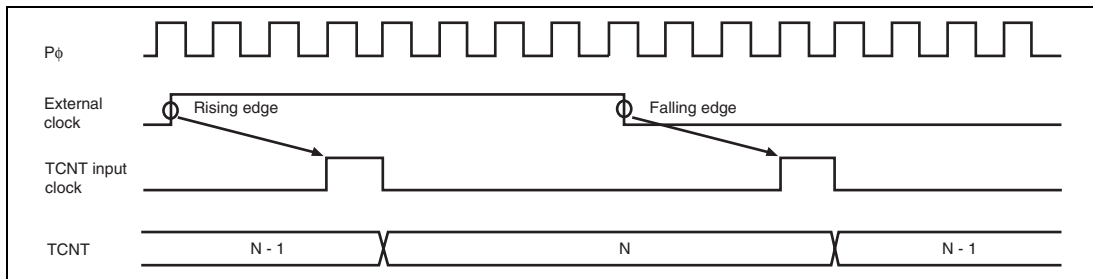 Pϕ
External
clock
Rising edge
Falling edge
TCNT input
clock
TCNT
N - 1
N
N - 1